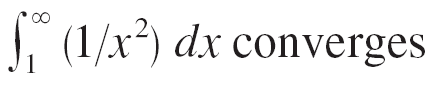 ∫₁^∞ (1/x²) dx converges